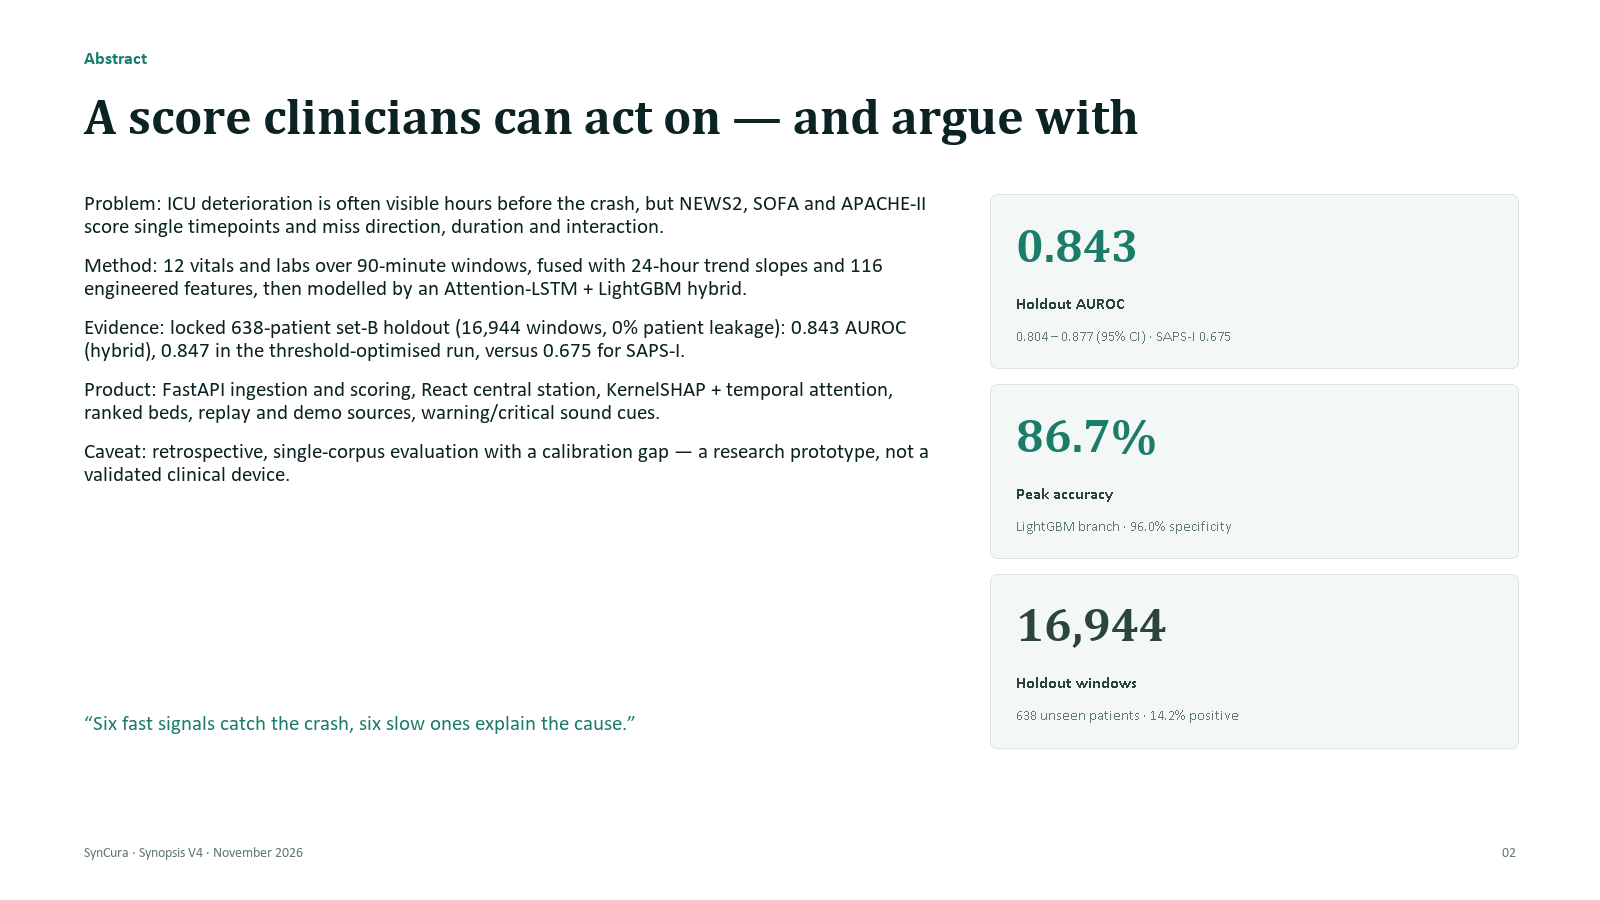 Abstract
A score clinicians can act on — and argue with
Problem: ICU deterioration is often visible hours before the crash, but NEWS2, SOFA and APACHE-II
score single timepoints and miss direction, duration and interaction.
Method: 12 vitals and labs over 90-minute windows, fused with 24-hour trend slopes and 116
engineered features, then modelled by an Attention-LSTM + LightGBM hybrid.
Evidence: locked 638-patient set-B holdout (16,944 windows, 0% patient leakage): 0.843 AUROC
(hybrid), 0.847 in the threshold-optimised run, versus 0.675 for SAPS-I.
Product: FastAPI ingestion and scoring, React central station, KernelSHAP + temporal attention,
ranked beds, replay and demo sources, warning/critical sound cues.
Caveat: retrospective, single-corpus evaluation with a calibration gap — a research prototype, not a
validated clinical device.
“Six fast signals catch the crash, six slow ones explain the cause.”
0.843
Holdout AUROC
0.804 – 0.877 (95% CI) · SAPS-I 0.675
86.7%
Peak accuracy
LightGBM branch · 96.0% specificity
16,944
Holdout windows
638 unseen patients · 14.2% positive
SynCura · Synopsis V4 · November 2026
02